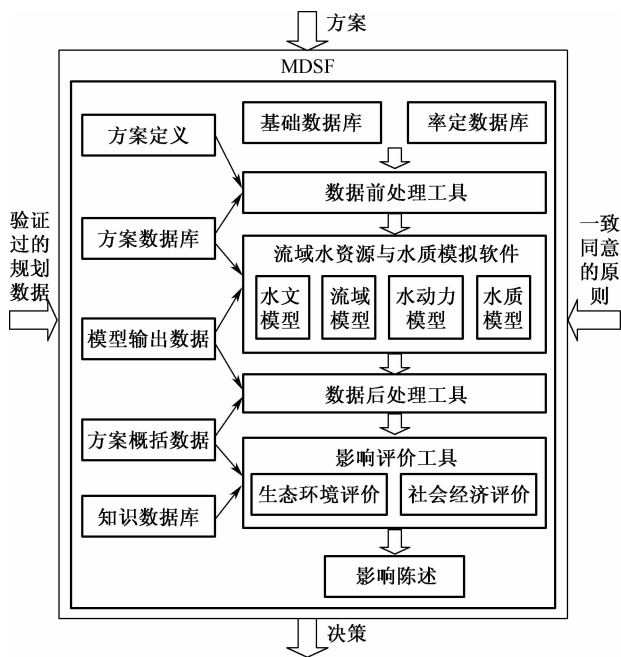 方案
MDSF
基础数据库
率定数据库
方案定义
数据前处理工具
验证
过的
规划
数据
方案数据库
流域水资源与水质模拟软件
水文
模型
流域
模型
水动力
模型
水质
模型
一致
同意
的原
则
模型输出数据
数据后处理工具
方案概括数据
影响评价工具
生态环境评价
社会经济评价
知识数据库
影响陈述
决策